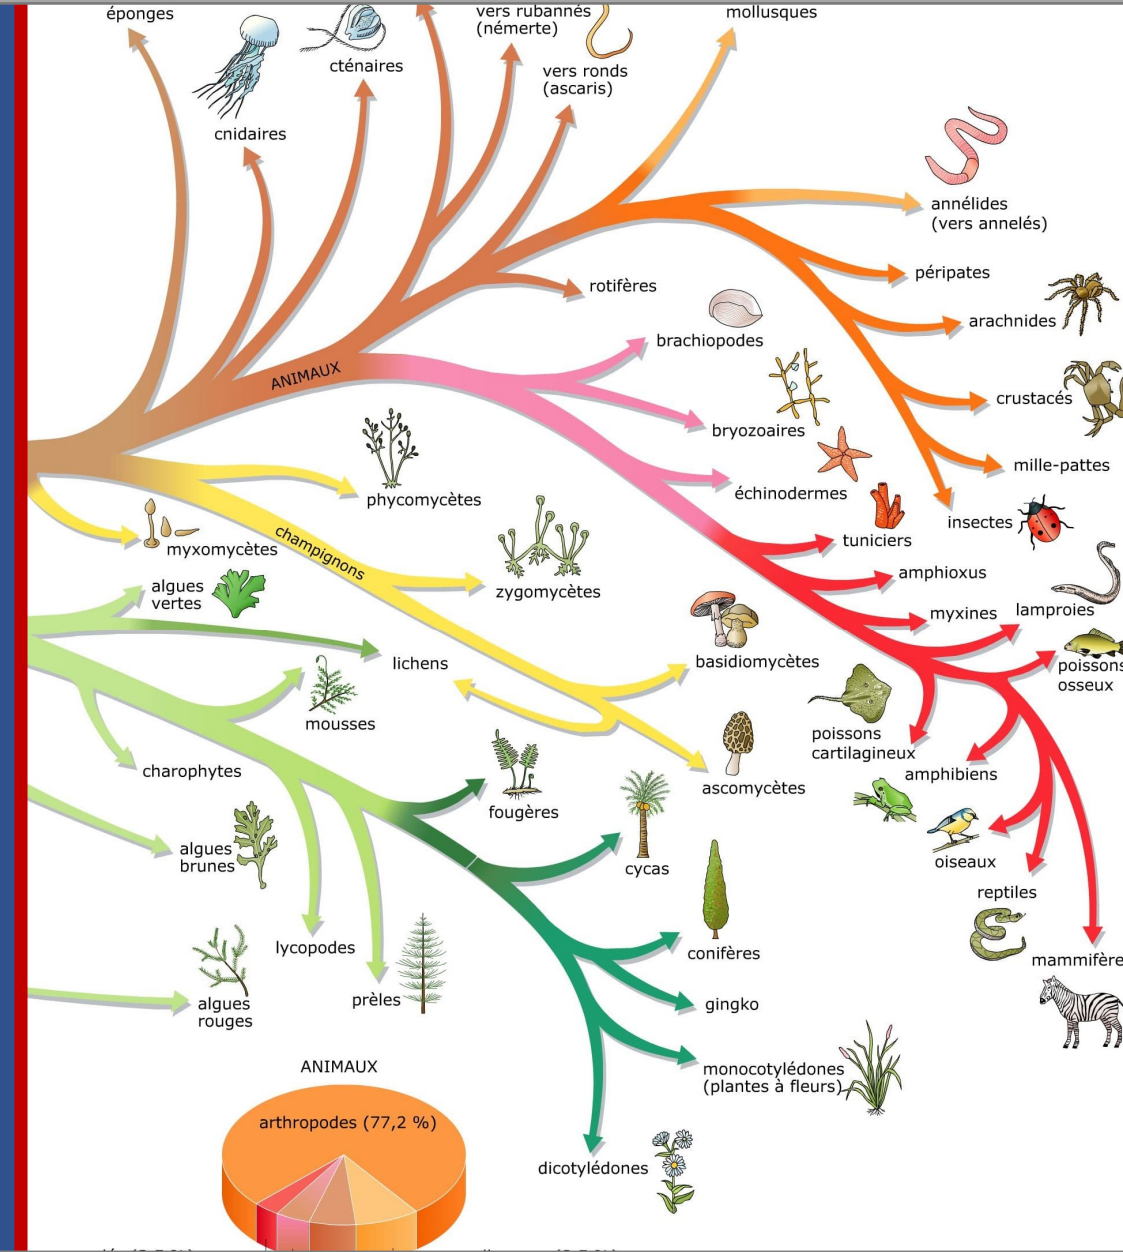 éponges
vers rubannés
(némerte)
mollusques
cténaires
vers ronds
(ascaris)
cnidaires
annélides
(vers annelés)
péripates
rotifères
arachnides
brachiopodes
ANIMAUX
crustacés
bryozoaires
mille-pattes
phycomycètes
échinodermes
insectes
champignons
tuniciers
myxomycètes
amphioxus
algues
vertes
zygomycètes
lamproies
myxines
lichens
basidiomycètes
poissons
osseux
mousses
poissons
cartilagineux
charophytes
amphibiens
ascomycètes
fougères
algues
brunes
oiseaux
cycas
reptiles
lycopodes
conifères
mammifère
prèles
algues
rouges
gingko
ANIMAUX
monocotylédones
(plantes à fleurs)
arthropodes (77,2 %)
dicotylédones